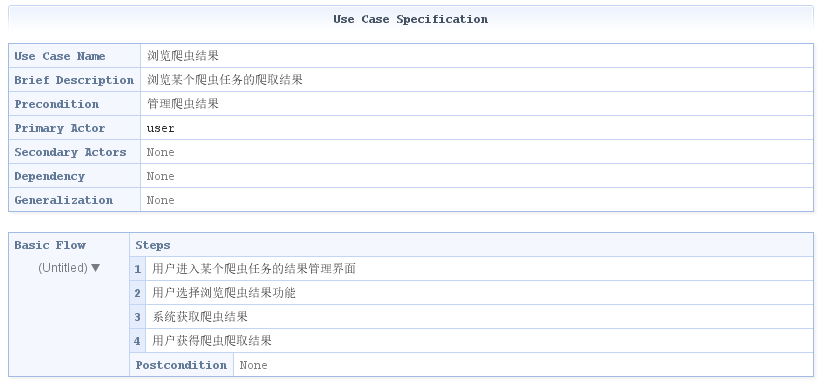 Use Case Specification
Use Case Name 浏览爬虫结果
Brief Description 浏览某个爬虫任务的爬取结果
Precondition 管理爬虫结果
Primary Actor user
Secondary Actors None
Dependency None
Generalization None
Basic Flow Steps
(Untitled) ▼
1 用户进入某个爬虫任务的结果管理界面
2 用户选择浏览爬虫结果功能
3 系统获取爬虫结果
4 用户获得爬虫爬取结果
Postcondition None